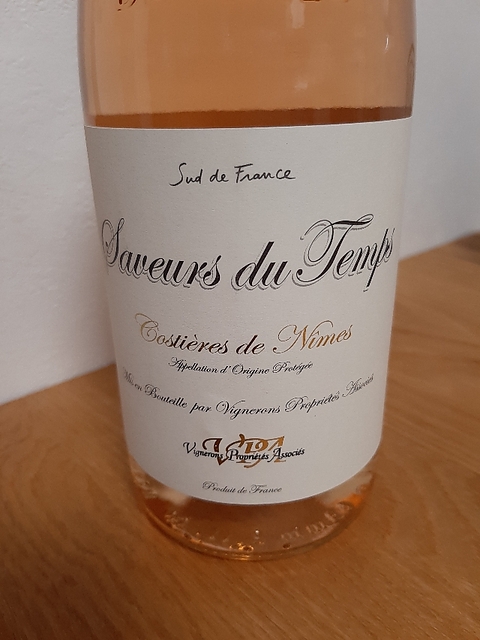 Sud de France
Saveurs du Temps
Costières de Nîmes
Appellation d'Origine Protégée
Mis en Bouteille par Vignerons Propriétés Associés
VPA
Vignerons Propriétés Associés
Produit de France